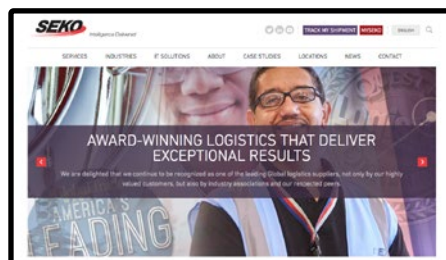 SEKO
Intelligence Delivered
TRACK MY SHIPMENT MYSEKO ENGLISH
SERVICES INDUSTRIES IT SOLUTIONS ABOUT CASE STUDIES LOCATIONS NEWS CONTACT
AWARD-WINNING LOGISTICS THAT DELIVER
EXCEPTIONAL RESULTS
We are delighted that we continue to be recognized as one of the leading Global logistics suppliers, not only by our highly
valued customers, but also by industry associations and our respected peers.
AMERICA'S
LEADING